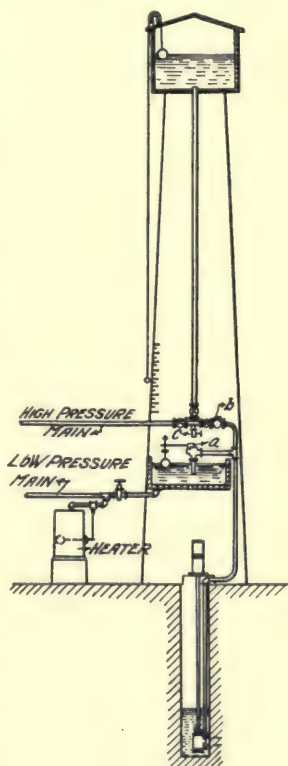 b
HIGH PRESSURE
MAIN
c
a
LOW PRESSURE
MAIN
HEATER